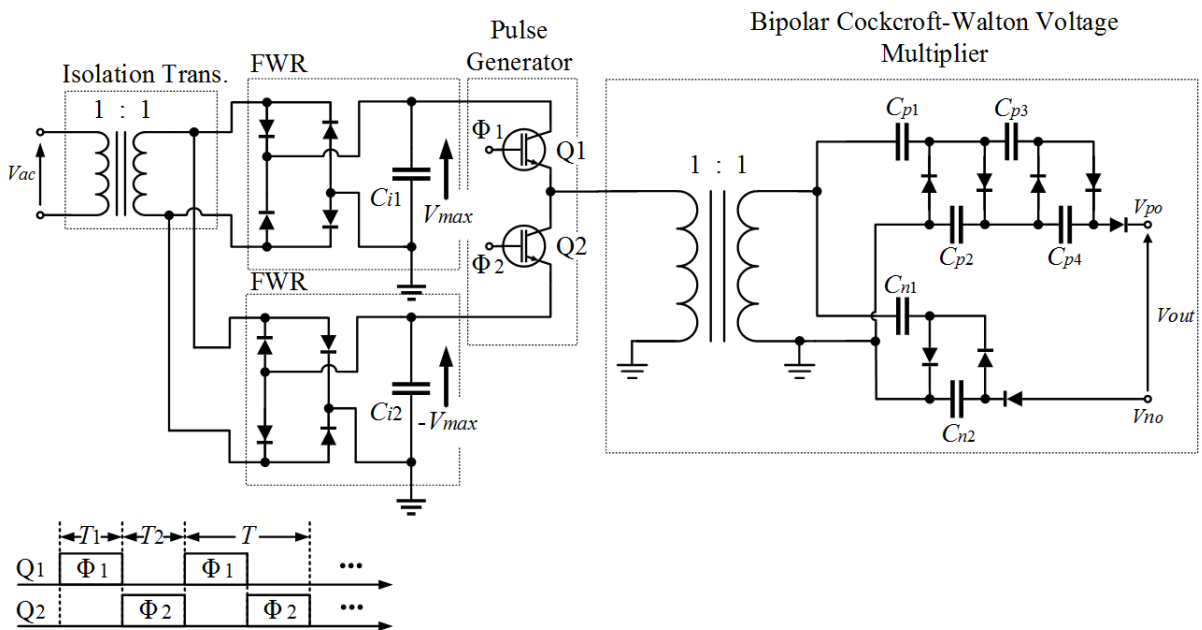 Bipolar Cockcroft-Walton Voltage
Multiplier
Pulse
Generator
Isolation Trans.
FWR
1 : 1
Vac
Ci1
Vmax
Φ1
Q1
Φ2
Q2
1 : 1
Cp1
Cp3
Cp2
Cp4
Vpo
Cn1
Vout
Cn2
Vno
FWR
Ci2
-Vmax
T1
T2
T
Q1
Φ1
Φ1
•••
Q2
Φ2
Φ2
•••